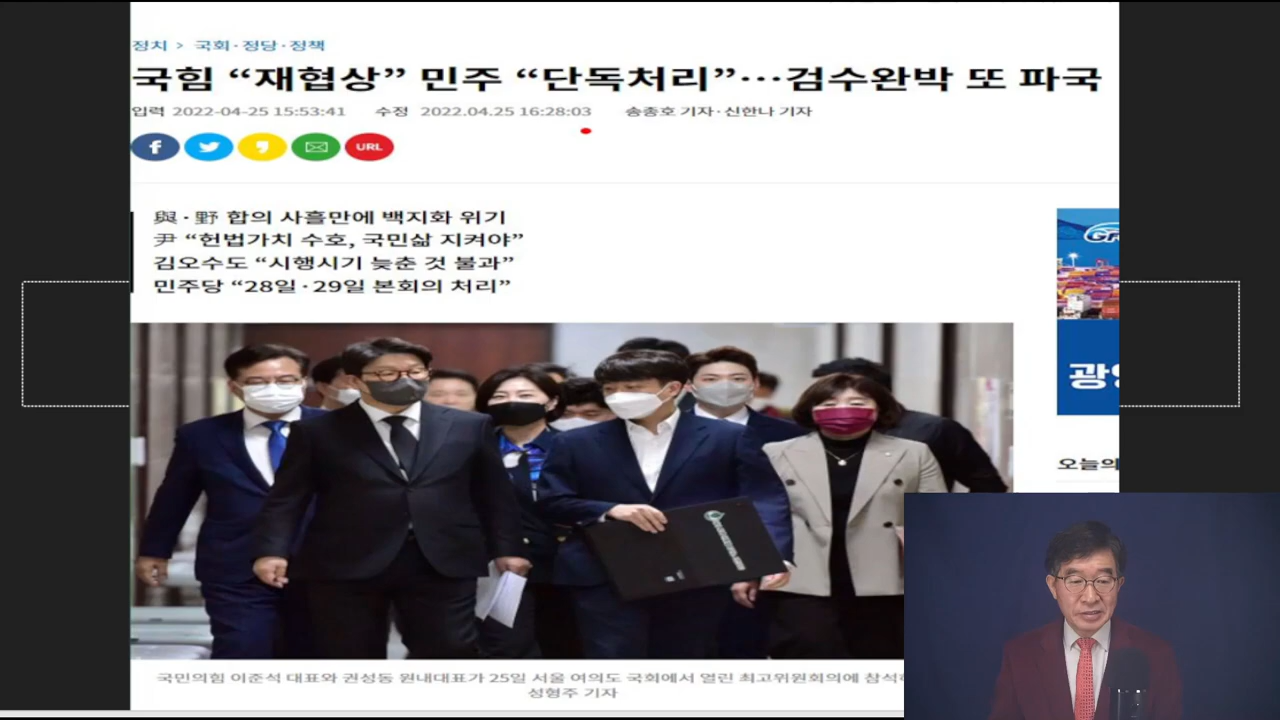 정치 > 국회·정당·정책
국힘 “재협상” 민주 “단독처리”…검수완박 또 파국
입력 2022-04-25 15:53:41 수정 2022.04.25 16:28:03 송종호 기자·신한나 기자
f URL
與·野 합의 사흘만에 백지화 위기
尹 “헌법가치 수호, 국민삶 지켜야”
김오수도 “시행시기 늦춘 것 불과”
민주당 “28일·29일 본회의 처리”
오늘의
국민의힘 이준석 대표와 권성동 원내대표가 25일 서울 여의도 국회에서 열린 최고위원회의에 참석
성형주 기자